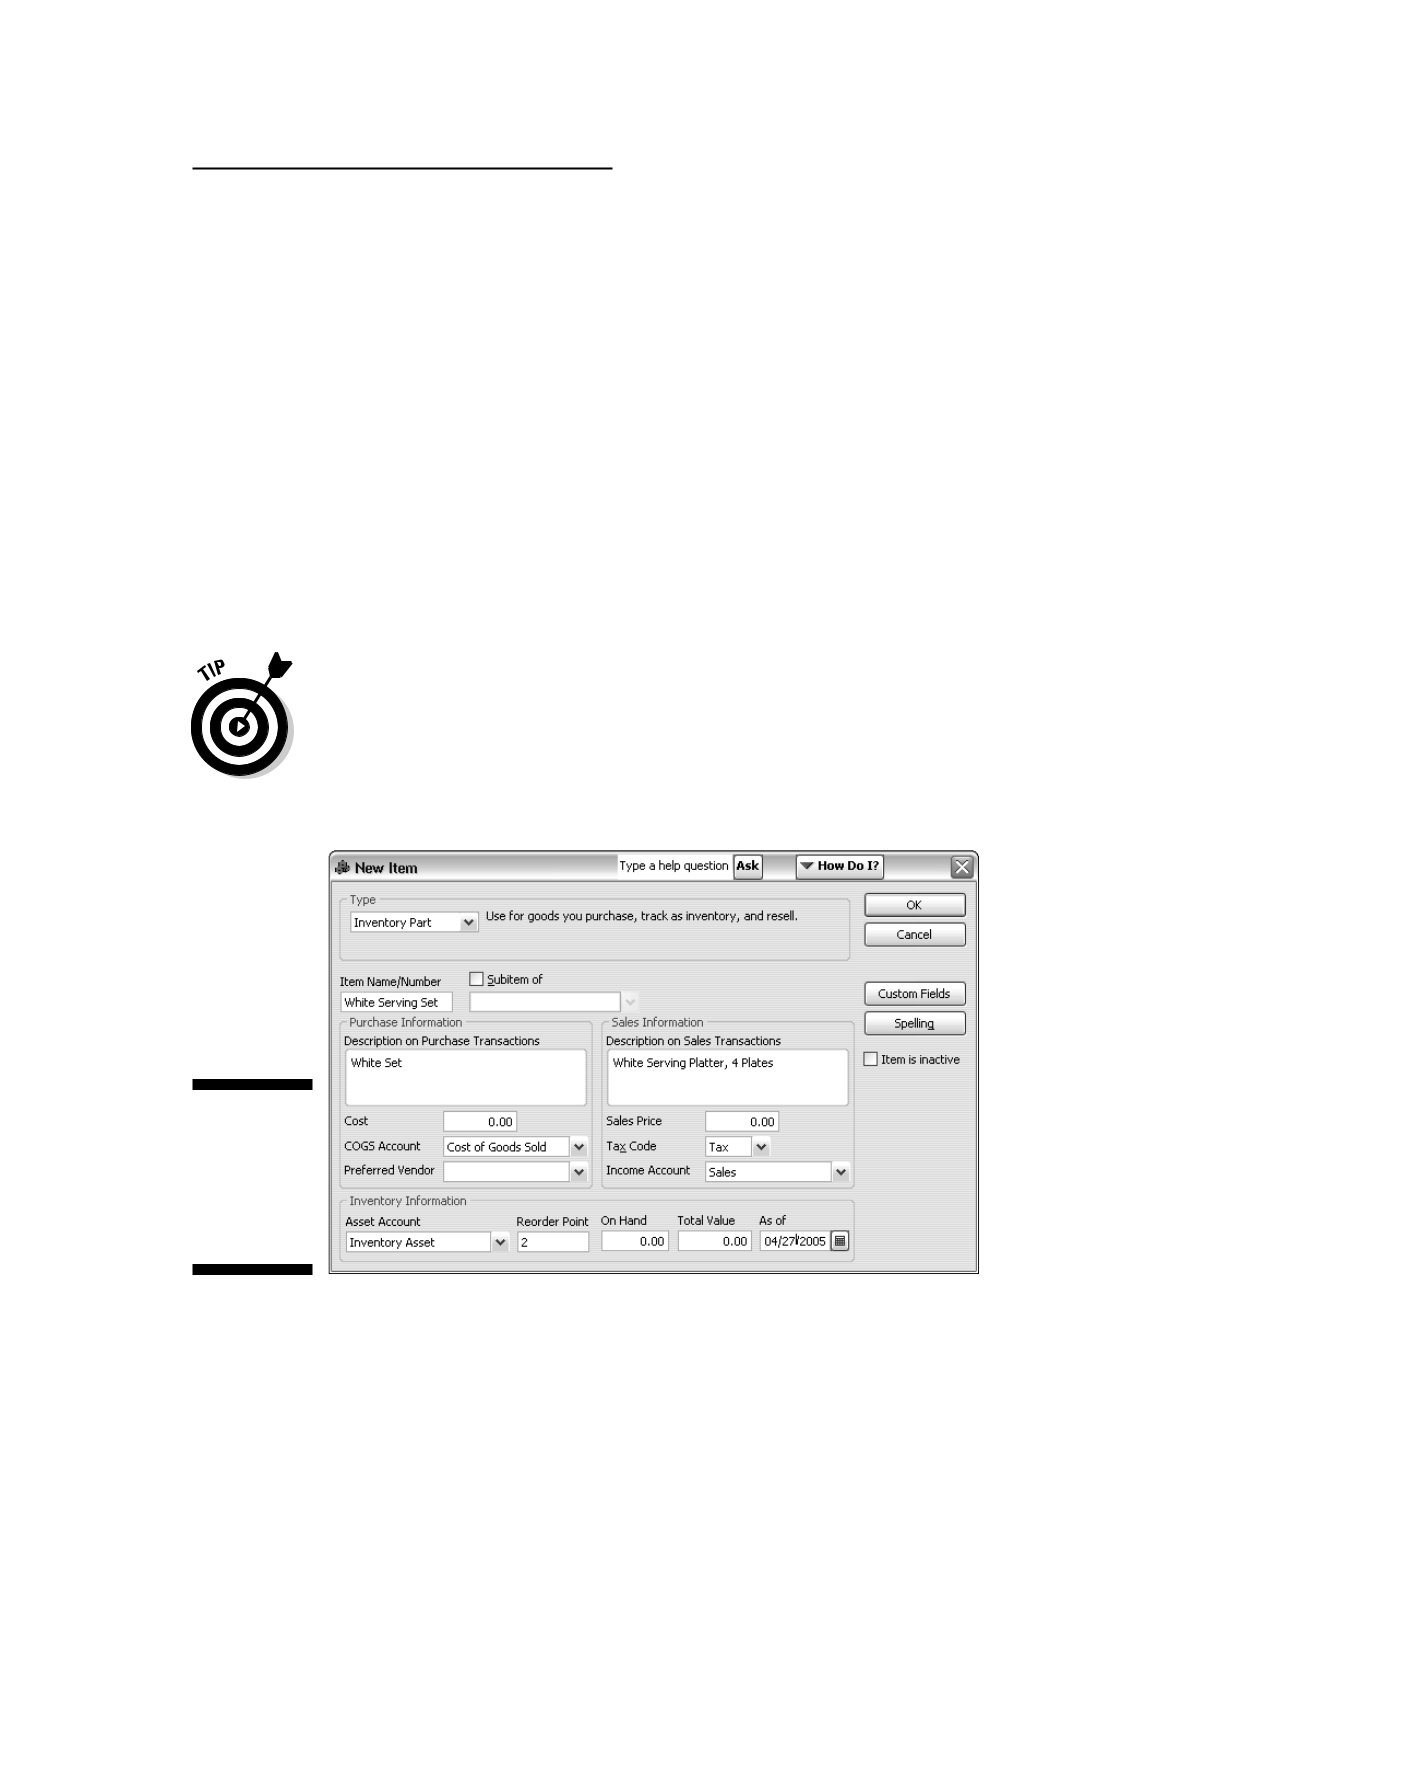 TIP
New Item
Type a help question Ask
How Do I?
Type
Inventory Part
Use for goods you purchase, track as inventory, and resell.
OK
Cancel
Item Name/Number
Subitem of
White Serving Set
Custom Fields
Spelling
Item is inactive
Purchase Information
Description on Purchase Transactions
White Set
Cost 0.00
COGS Account Cost of Goods Sold
Preferred Vendor
Sales Information
Description on Sales Transactions
White Serving Platter, 4 Plates
Sales Price 0.00
Tax Code Tax
Income Account Sales
Inventory Information
Asset Account Reorder Point On Hand Total Value As of
Inventory Asset 2 0.00 0.00 04/27/2005